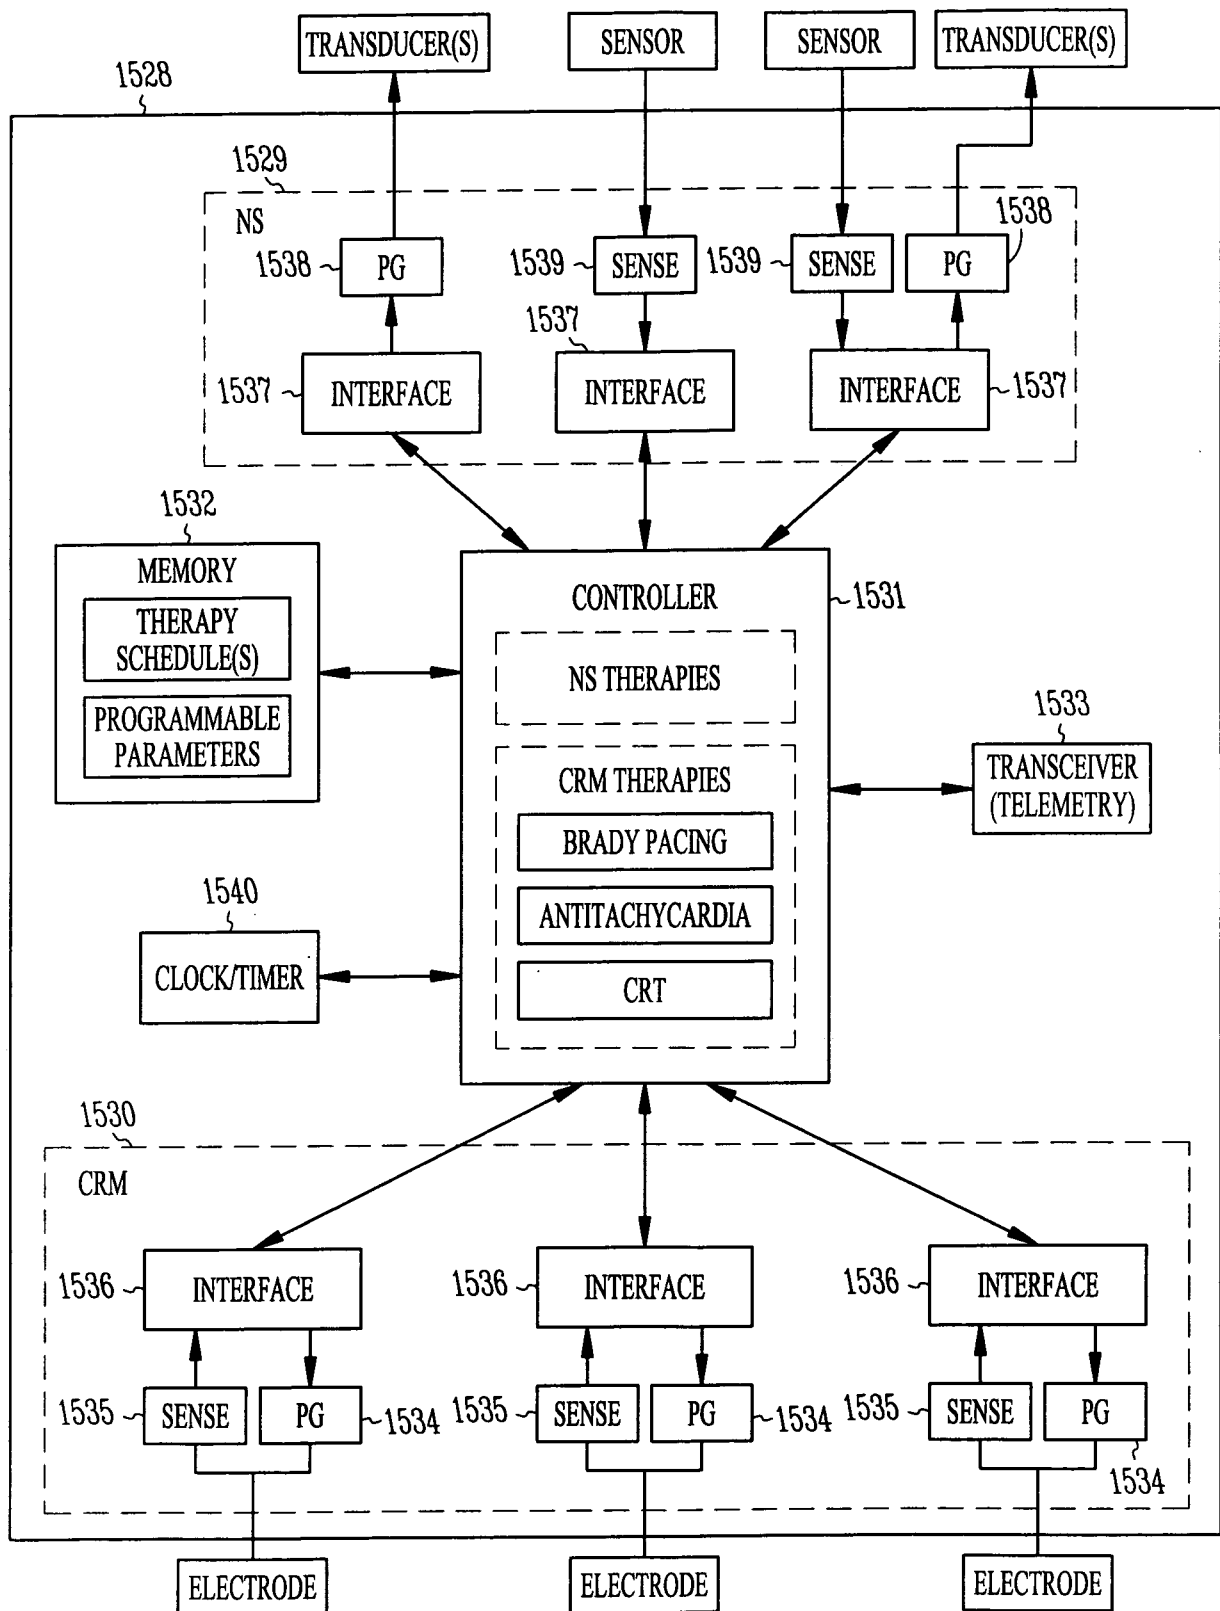 TRANSDUCER(S)
SENSOR
SENSOR
TRANSDUCER(S)
1528
1529
NS
1538
PG
1539
SENSE
1539
SENSE
PG
1538
1537
INTERFACE
1537
INTERFACE
INTERFACE
1537
1532
MEMORY
THERAPY
SCHEDULE(S)
PROGRAMMABLE
PARAMETERS
CONTROLLER
1531
NS THERAPIES
CRM THERAPIES
BRADY PACING
ANTITACHYCARDIA
CRT
1533
TRANSCEIVER
(TELEMETRY)
1540
CLOCK/TIMER
1530
CRM
1536
INTERFACE
1536
INTERFACE
1536
INTERFACE
1535
SENSE
PG
1534
1535
SENSE
PG
1534
1535
SENSE
PG
1534
ELECTRODE
ELECTRODE
ELECTRODE